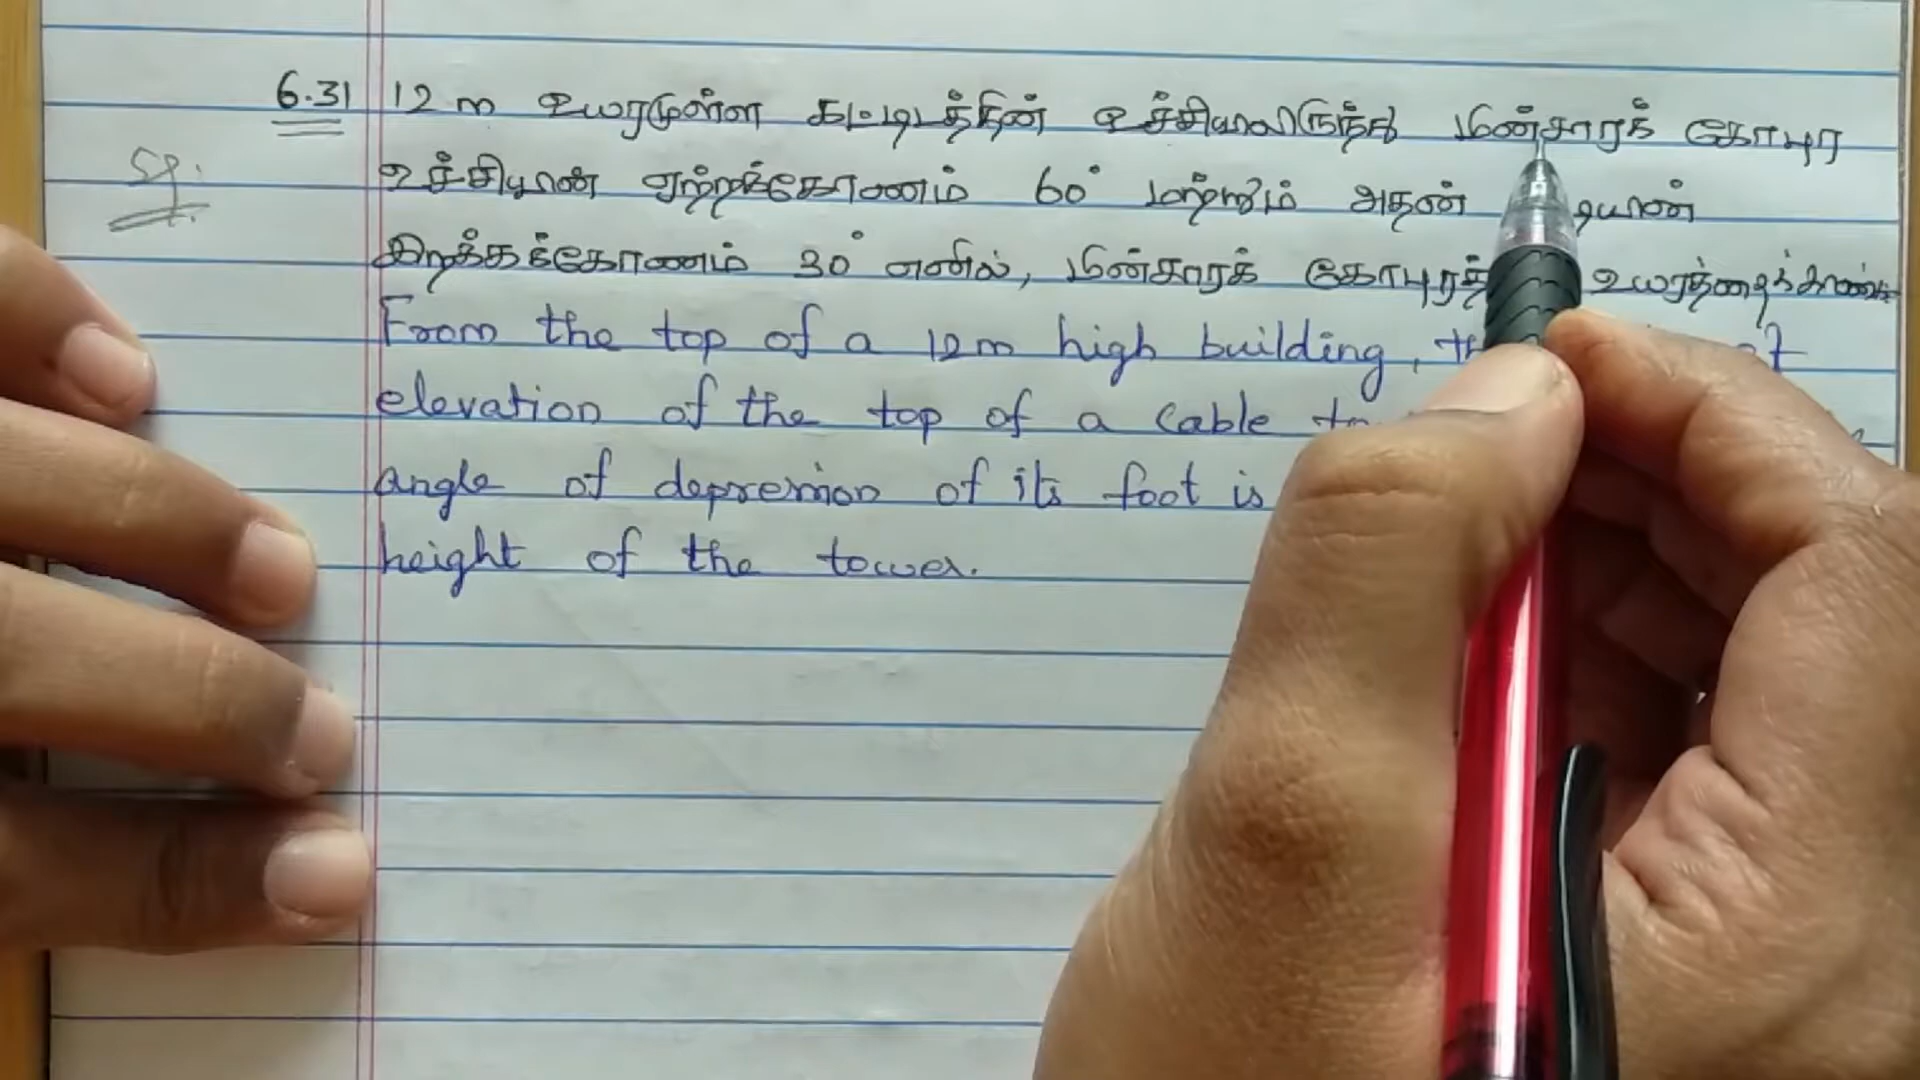 6.31 12 m உயரமுள்ள கட்டிடத்தின் உச்சியிலிருந்து மின்சாரக் கோபுர
உச்சியின் ஏற்றக்கோணம் 60° மற்றும் அதன்
இறக்கக்கோணம் 30° எனில், மின்சாரக் உயரத்தைக் காண்க
From the top of a 12m high building,
elevation of the top of a cable
angle of depression of its foot is
height of the tower.